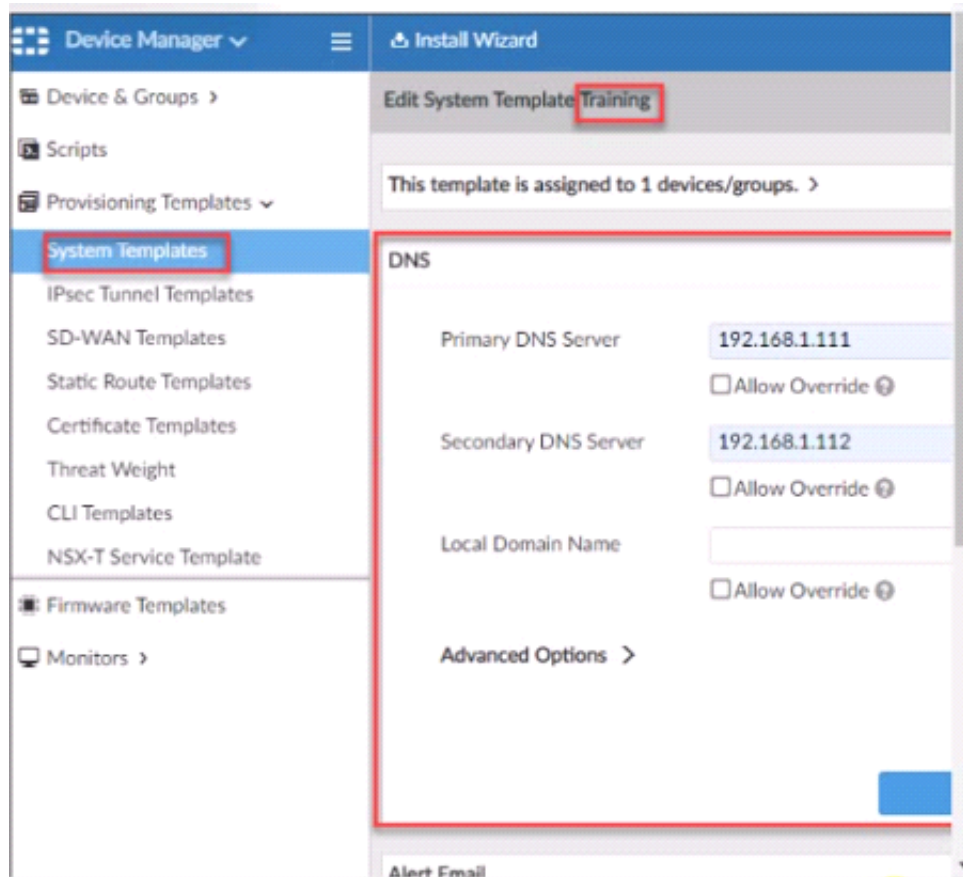 Device Manager
Install Wizard
Device & Groups
Edit System Template Training
Scripts
This template is assigned to 1 devices/groups.
Provisioning Templates
System Templates
DNS
IPsec Tunnel Templates
SD-WAN Templates
Primary DNS Server 192.168.1.111
Static Route Templates
Allow Override
Certificate Templates
Secondary DNS Server 192.168.1.112
Threat Weight
Allow Override
CLI Templates
Local Domain Name
NSX-T Service Template
Allow Override
Firmware Templates
Monitors
Advanced Options
Alert Email